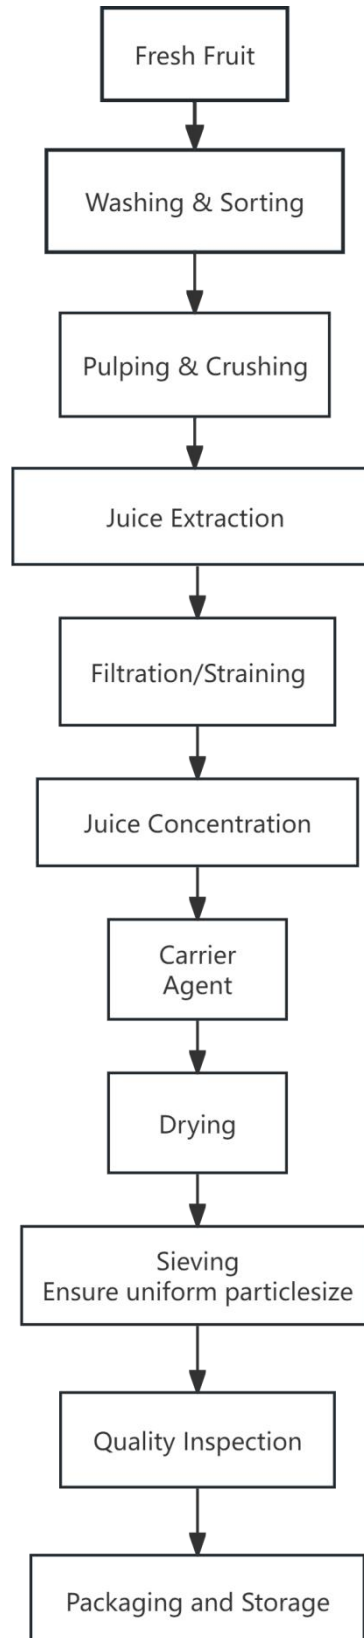 Fresh Fruit
Washing & Sorting
Pulping & Crushing
Juice Extraction
Filtration/Straining
Juice Concentration
Carrier
Agent
Drying
Sieving
Ensure uniform particlesize
Quality Inspection
Packaging and Storage